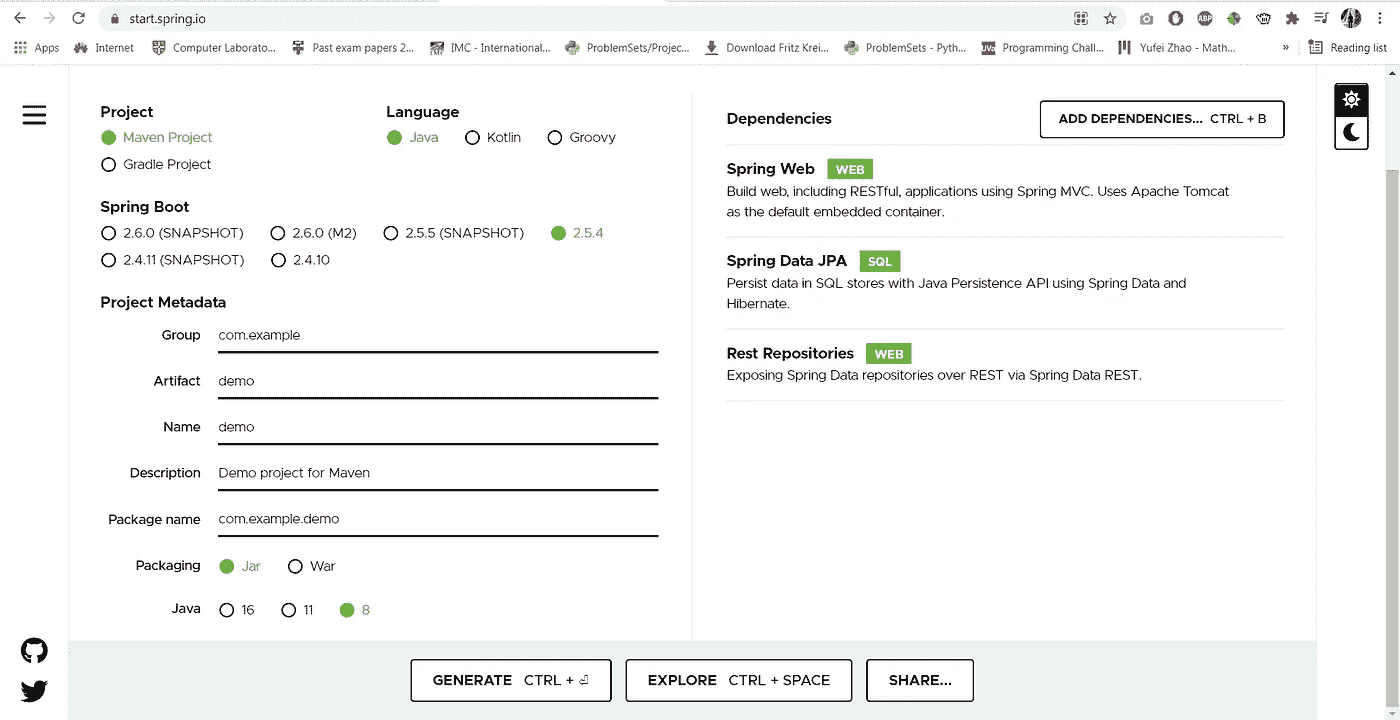 start.spring.io
ABP
Apps
Internet
Computer Laborato...
Past exam papers 2...
IMC - International...
ProblemSets/Projec...
Download Fritz Krei...
ProblemSets - Pyth...
Programming Chall...
Yufei Zhao - Math...
»
Reading list
Project
Language
Maven Project
Java
Kotlin
Groovy
Gradle Project
Spring Boot
2.6.0 (SNAPSHOT)
2.6.0 (M2)
2.5.5 (SNAPSHOT)
2.5.4
2.4.11 (SNAPSHOT)
2.4.10
Project Metadata
Group com.example
Artifact demo
Name demo
Description Demo project for Maven
Package name com.example.demo
Packaging Jar War
Java 16 11 8
Dependencies
ADD DEPENDENCIES... CTRL + B
Spring Web WEB
Build web, including RESTful, applications using Spring MVC. Uses Apache Tomcat
as the default embedded container.
Spring Data JPA SQL
Persist data in SQL stores with Java Persistence API using Spring Data and
Hibernate.
Rest Repositories WEB
Exposing Spring Data repositories over REST via Spring Data REST.
GENERATE CTRL + ⏎
EXPLORE CTRL + SPACE
SHARE...